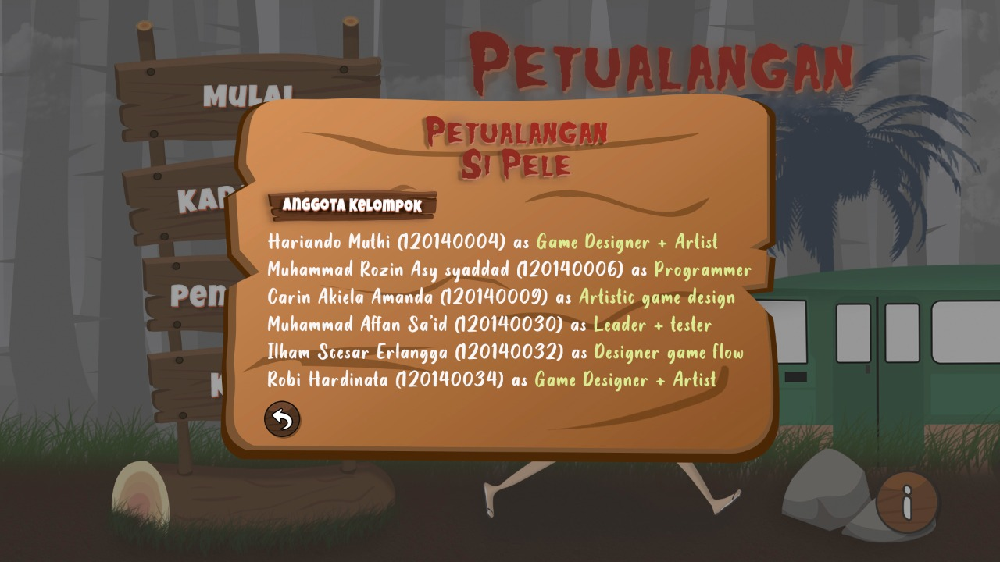 PETUALANGAN
MULAI
PETUALANGAN
SI PELE
ANGGOTA KELOMPOK
Hariando Muthi (120140004) as Game Designer + Artist
Muhammad Rozin Asy syaddad (120140006) as Programmer
Carin Akiela Amanda (120140009) as Artistic game design
Muhammad Affan Sa'id (120140030) as Leader + tester
Ilham Scesar Erlangga (120140032) as Designer game flow
Robi Hardinata (120140034) as Game Designer + Artist
i